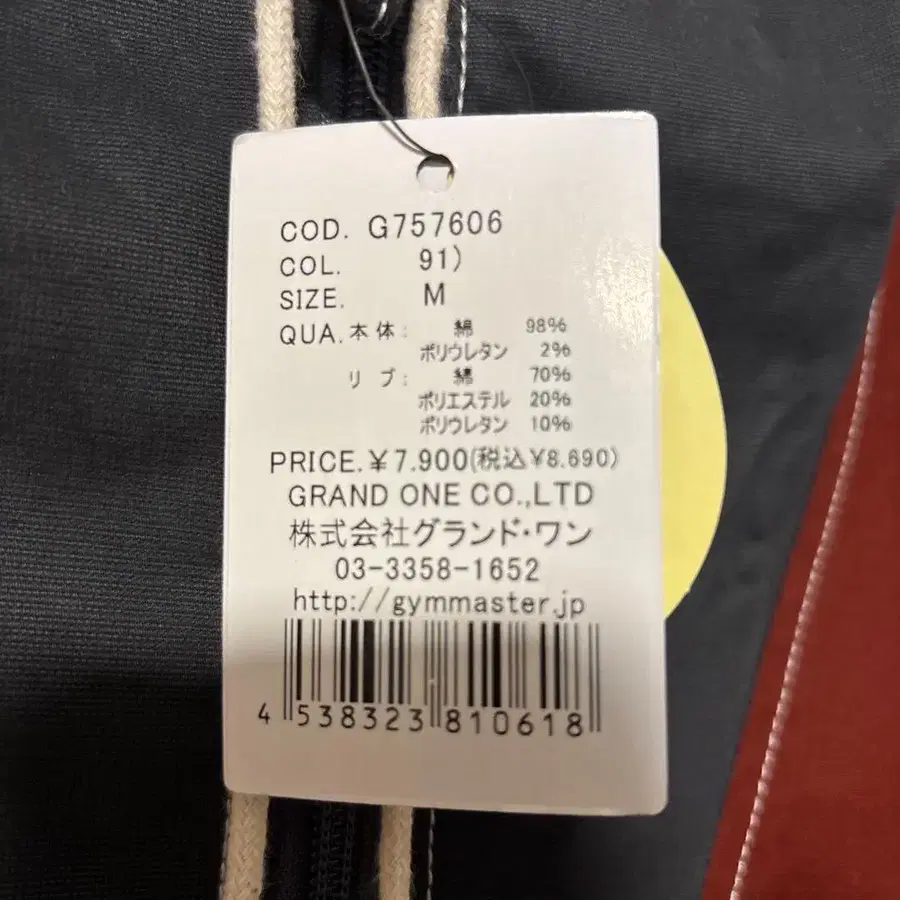 COD. G757606
COL. 91)
SIZE. M
QUA. 本体: 綿 98%
ポリウレタン 2%
リブ: 綿 70%
ポリエステル 20%
ポリウレタン 10%
PRICE.¥7.900(税込¥8.690)
GRAND ONE CO.,LTD
株式会社グランド・ワン
03-3358-1652
http://gymmaster.jp
4 538323 810618